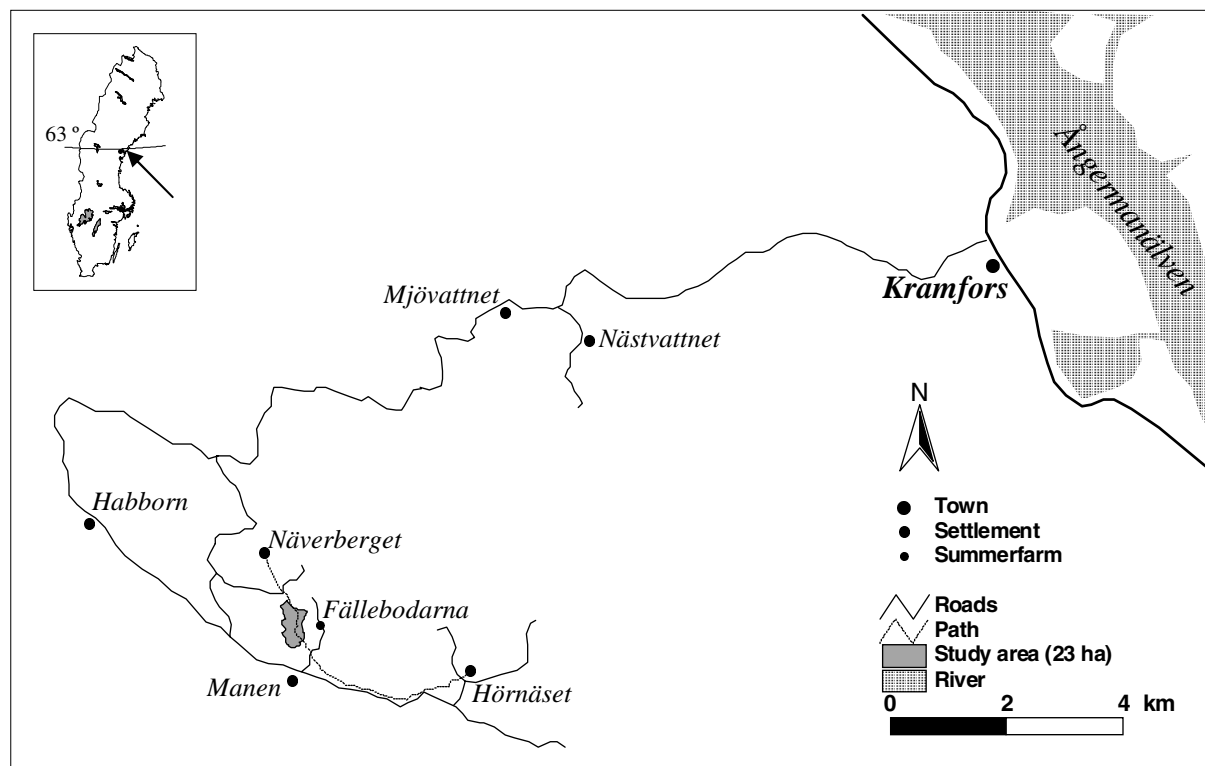 63 º
Ångermanälven
Kramfors
Mjövattnet
Nästvattnet
N
Habborn
Näverberget
Fällebodarna
Manen
Hörnäset
Town
Settlement
Summerfarm
Roads
Path
Study area (23 ha)
River
0 2 4 km